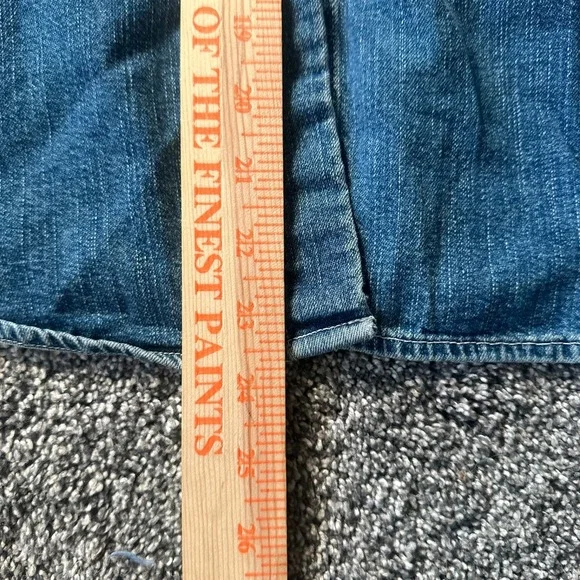 OF THE FINEST PAINTS
19 20 21 22 23 24 25 26